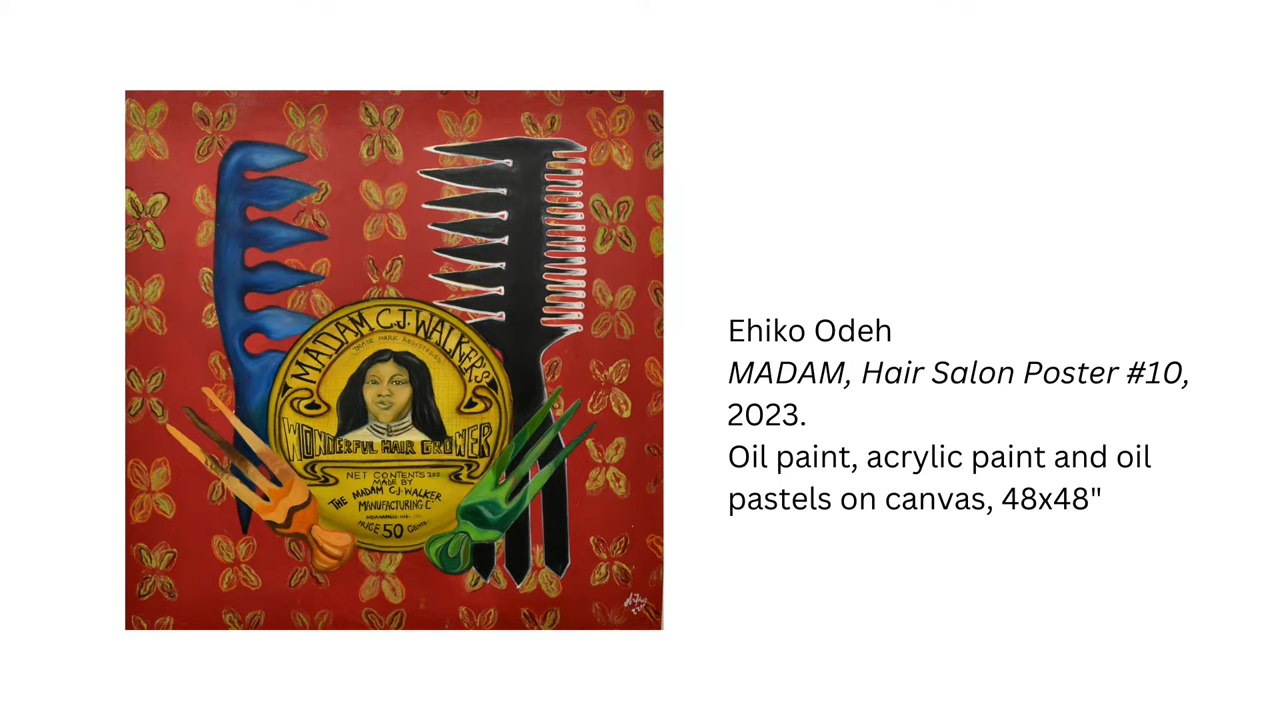 MADAM C.J. WALKER'S
TRADE MARK REGISTERED
WONDERFUL HAIR GROWER
NET CONTENTS 2oz.
MADE BY
THE MADAM C.J. WALKER
MANUFACTURING Co
INDIANAPOLIS, IND.
PRICE 50 Cents
Ehiko Odeh
MADAM, Hair Salon Poster #10,
2023.
Oil paint, acrylic paint and oil
pastels on canvas, 48x48"